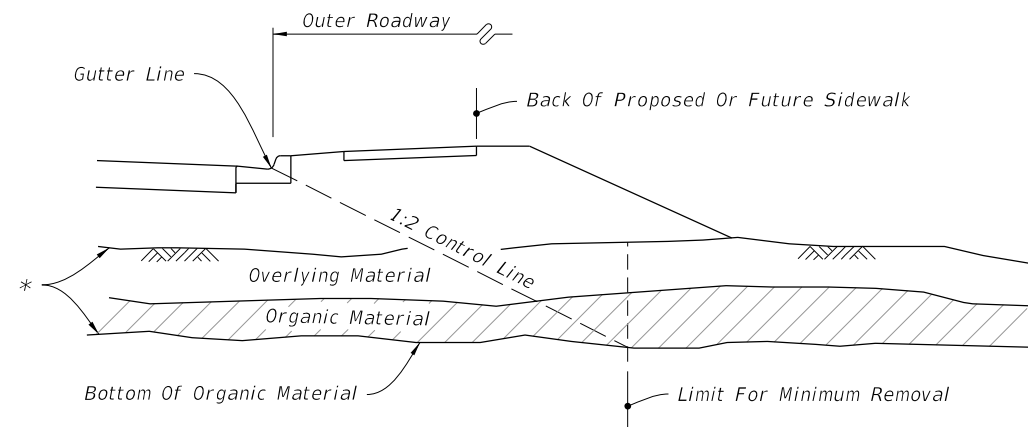 Outer Roadway
Gutter Line
Back Of Proposed Or Future Sidewalk
1:2 Control Line
Overlying Material
*
Organic Material
Bottom Of Organic Material
Limit For Minimum Removal